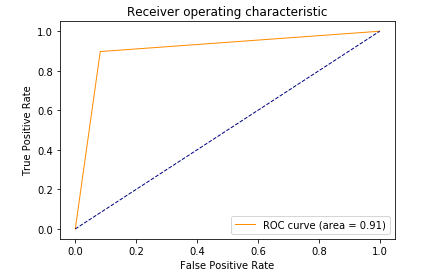 Receiver operating characteristic
1.0
0.8
0.6
0.4
0.2
0.0
True Positive Rate
ROC curve (area = 0.91)
0.0 0.2 0.4 0.6 0.8 1.0
False Positive Rate